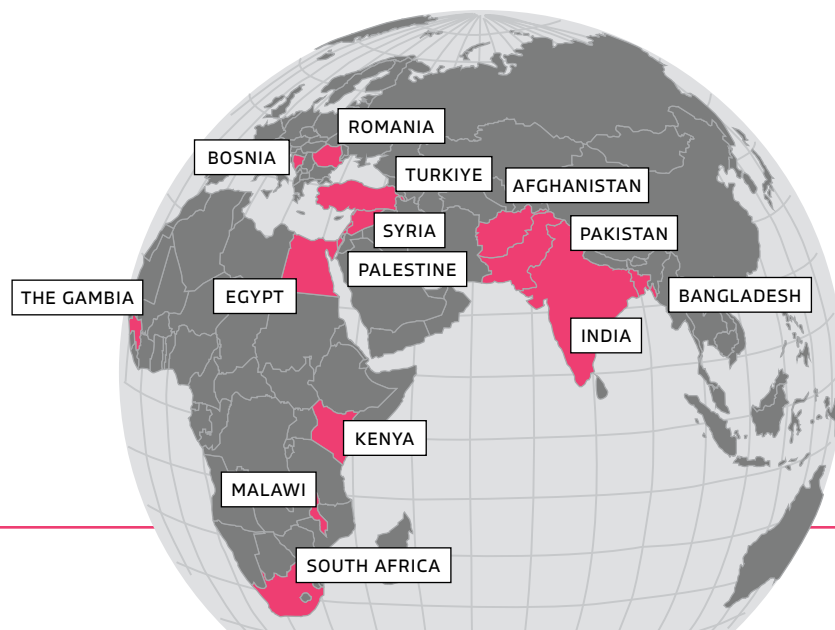 ROMANIA
BOSNIA
TURKIYE
AFGHANISTAN
SYRIA
PAKISTAN
PALESTINE
THE GAMBIA
EGYPT
BANGLADESH
INDIA
KENYA
MALAWI
SOUTH AFRICA